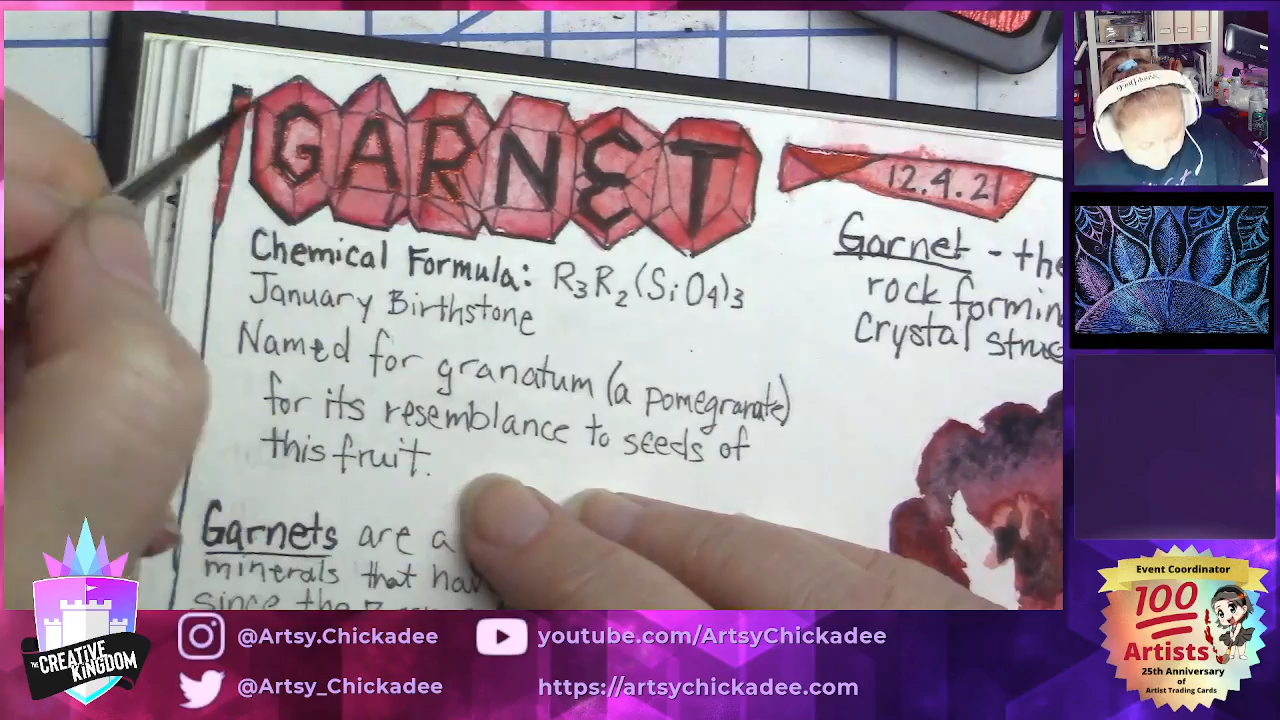 GARNET
12.4.21
Chemical Formula: R3R2(SiO4)3
January Birthstone
Named for granatum (a pomegranate)
for its resemblance to seeds of
this fruit.
Garnets are a
minerals that hav
since the
Garnet - the
rock formin
Crystal struc
THE CREATIVE KINGDOM
@Artsy.Chickadee
@Artsy_Chickadee
youtube.com/ArtsyChickadee
https://artsychickadee.com
Event Coordinator
100
Artists
25th Anniversary
of
Artist Trading Cards